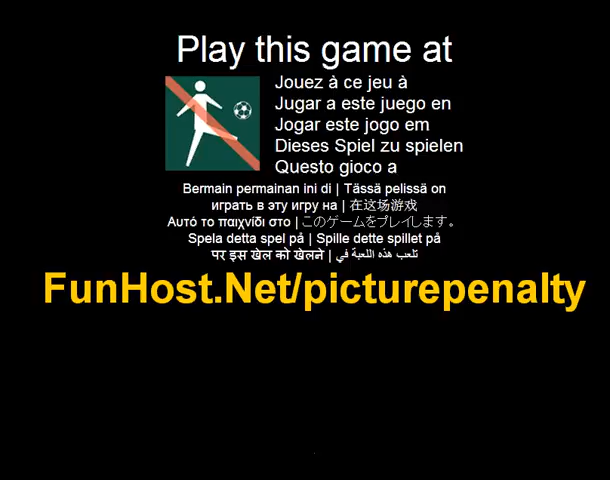 Play this game at
Jouez à ce jeu à
Jugar a este juego en
Jogar este jogo em
Dieses Spiel zu spielen
Questo gioco a
Bermain permainan ini di | Tässä pelissä on
играть в эту игру на | 在这场游戏
Αυτό το παιχνίδι στο | このゲームをプレイします。
Spela detta spel på | Spille dette spillet på
पर इस खेल को खेलने | تلعب هذه اللعبة في
FunHost.Net/picturepenalty